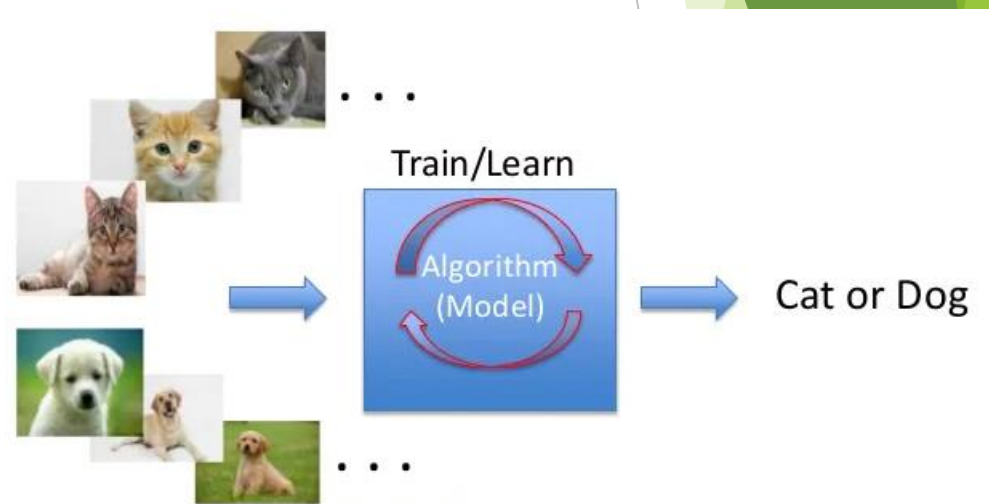 . . .
Train/Learn
Algorithm
(Model)
Cat or Dog
. . .